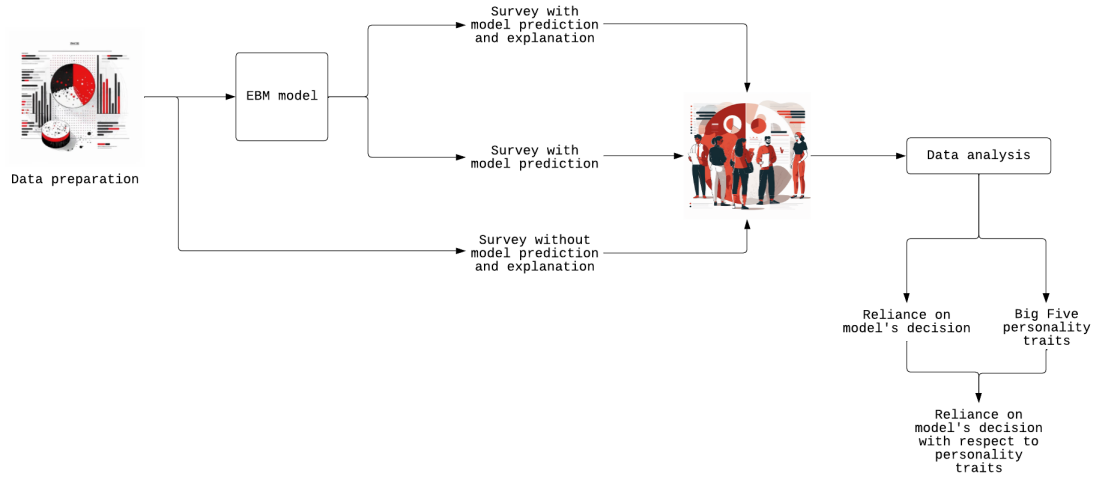 Survey with
model prediction
and explanation
EBM model
Data preparation
Survey with
model prediction
Survey without
model prediction
and explanation
Data analysis
Reliance on
model's decision
Big Five
personality
traits
Reliance on
model's decision
with respect to
personality
traits